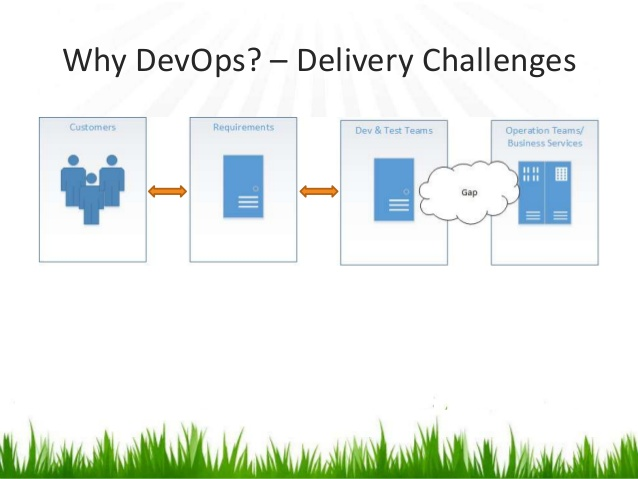 Why DevOps? – Delivery Challenges
Customers
Requirements
Dev & Test Teams
Operation Teams/
Business Services
Gap